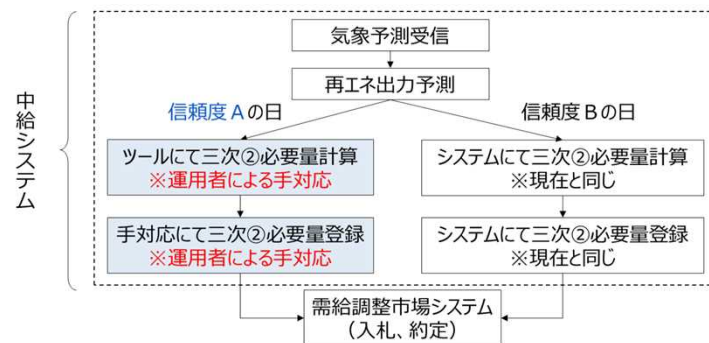 中給システム
気象予測受信
再エネ出力予測
信頼度Aの日
信頼度Bの日
ツールにて三次②必要量計算
※運用者による手対応
システムにて三次②必要量計算
※現在と同じ
手対応にて三次②必要量登録
※運用者による手対応
システムにて三次②必要量登録
※現在と同じ
需給調整市場システム
(入札、約定)